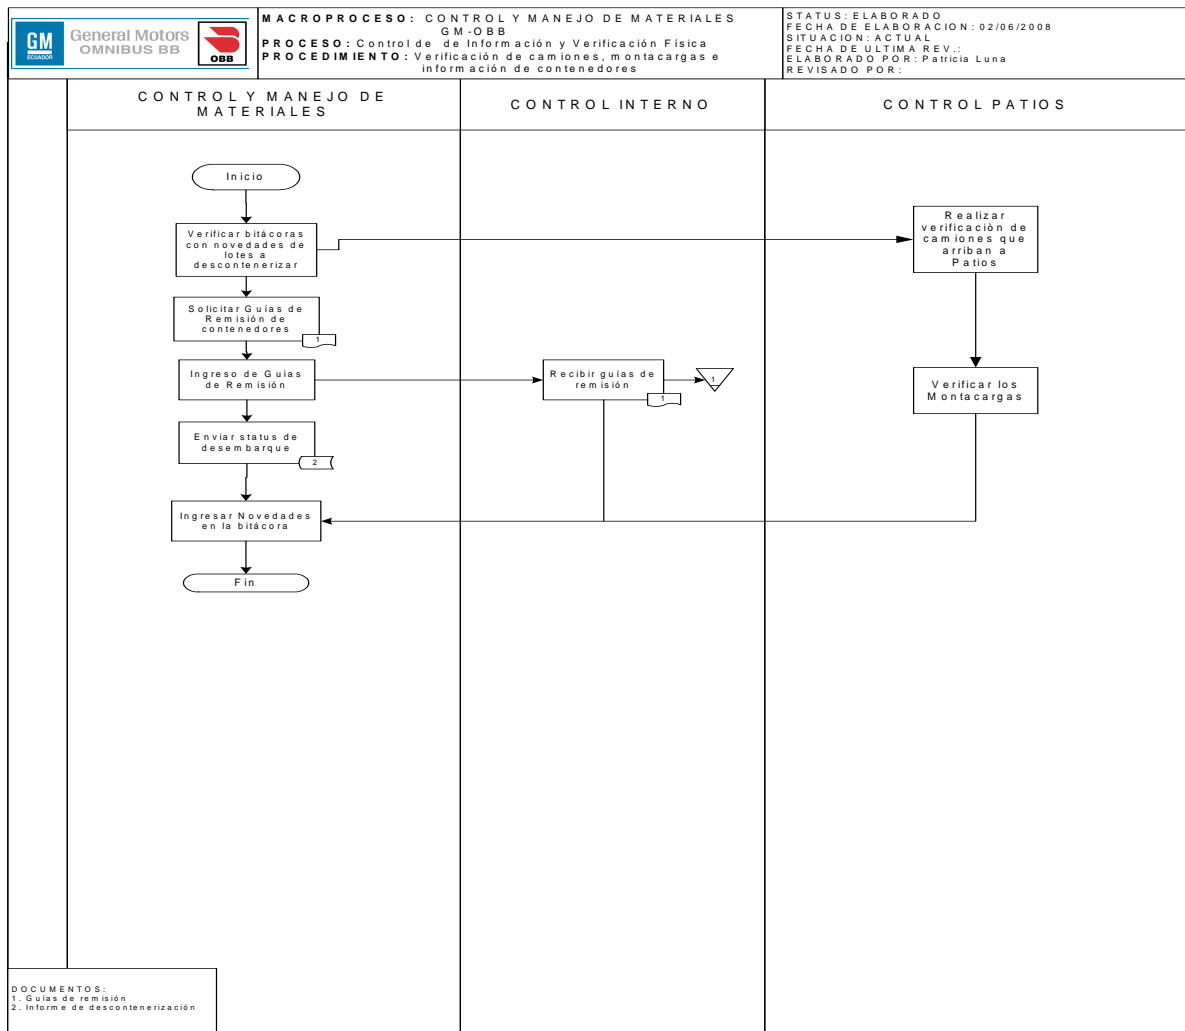 GM
ECUADOR
General Motors
OMNIBUS BB
OBB
MACROPROCESO: CONTROL Y MANEJO DE MATERIALES
GM-OBB
PROCESO: Control de de Información y Verificación Física
PROCEDIMIENTO: Verificación de camiones, montacargas e
información de contenedores
STATUS: ELABORADO
FECHA DE ELABORACION: 02/06/2008
SITUACION: ACTUAL
FECHA DE ULTIMA REV.:
ELABORADO POR: Patricia Luna
REVISADO POR:
CONTROL Y MANEJO DE
MATERIALES
CONTROL INTERNO
CONTROL PATIOS
Inicio
Verificar bitácoras
con novedades de
lotes a
descontenerizar
Realizar
verificaciòn de
camiones que
arriban a
Patios
Solicitar Guías de
Remisión de
contenedores
1
Ingreso de Guías
de Remisión
Recibir guías de
remisión
1
1
Verificar los
Montacargas
Enviar status de
desembarque
2
Ingresar Novedades
en la bitácora
Fin
DOCUMENTOS:
1. Guías de remisión
2. Informe de descontenerización